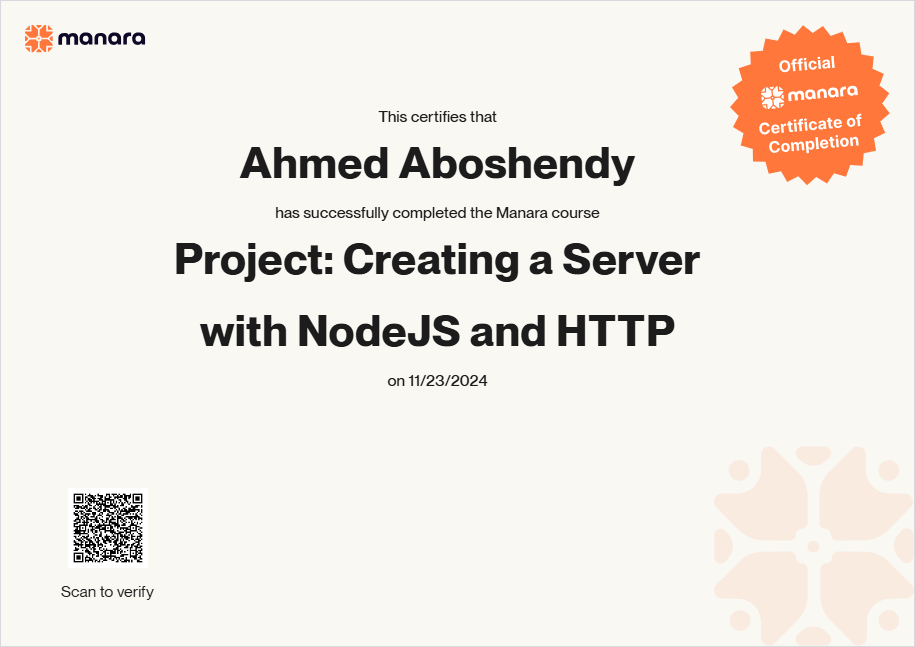 manara
Official
manara
Certificate of
Completion
This certifies that
Ahmed Aboshendy
has successfully completed the Manara course
Project: Creating a Server
with NodeJS and HTTP
on 11/23/2024
Scan to verify